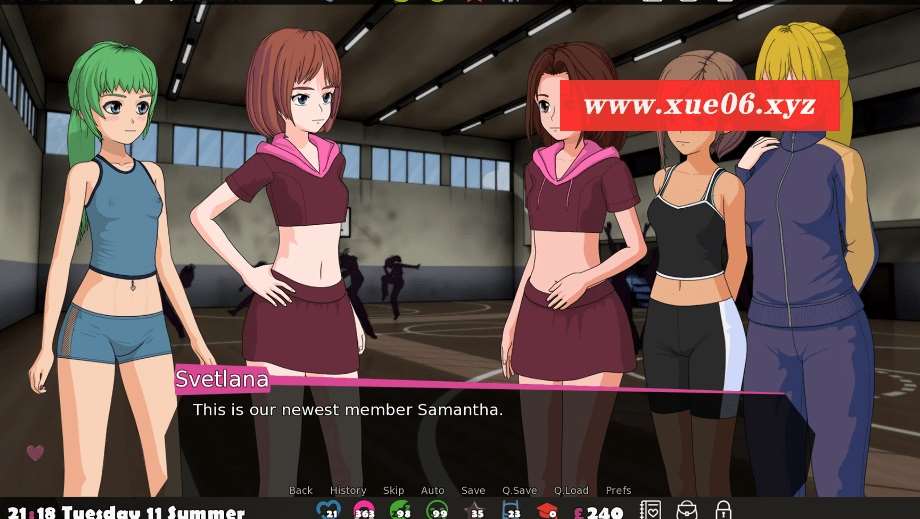 www.xue06.xyz
Svetlana
This is our newest member Samantha.
Back History Skip Auto Save Q.Save Q.Load Prefs
21:18 Tuesday 11 Summer 21 363 98 99 35 23 0 £240